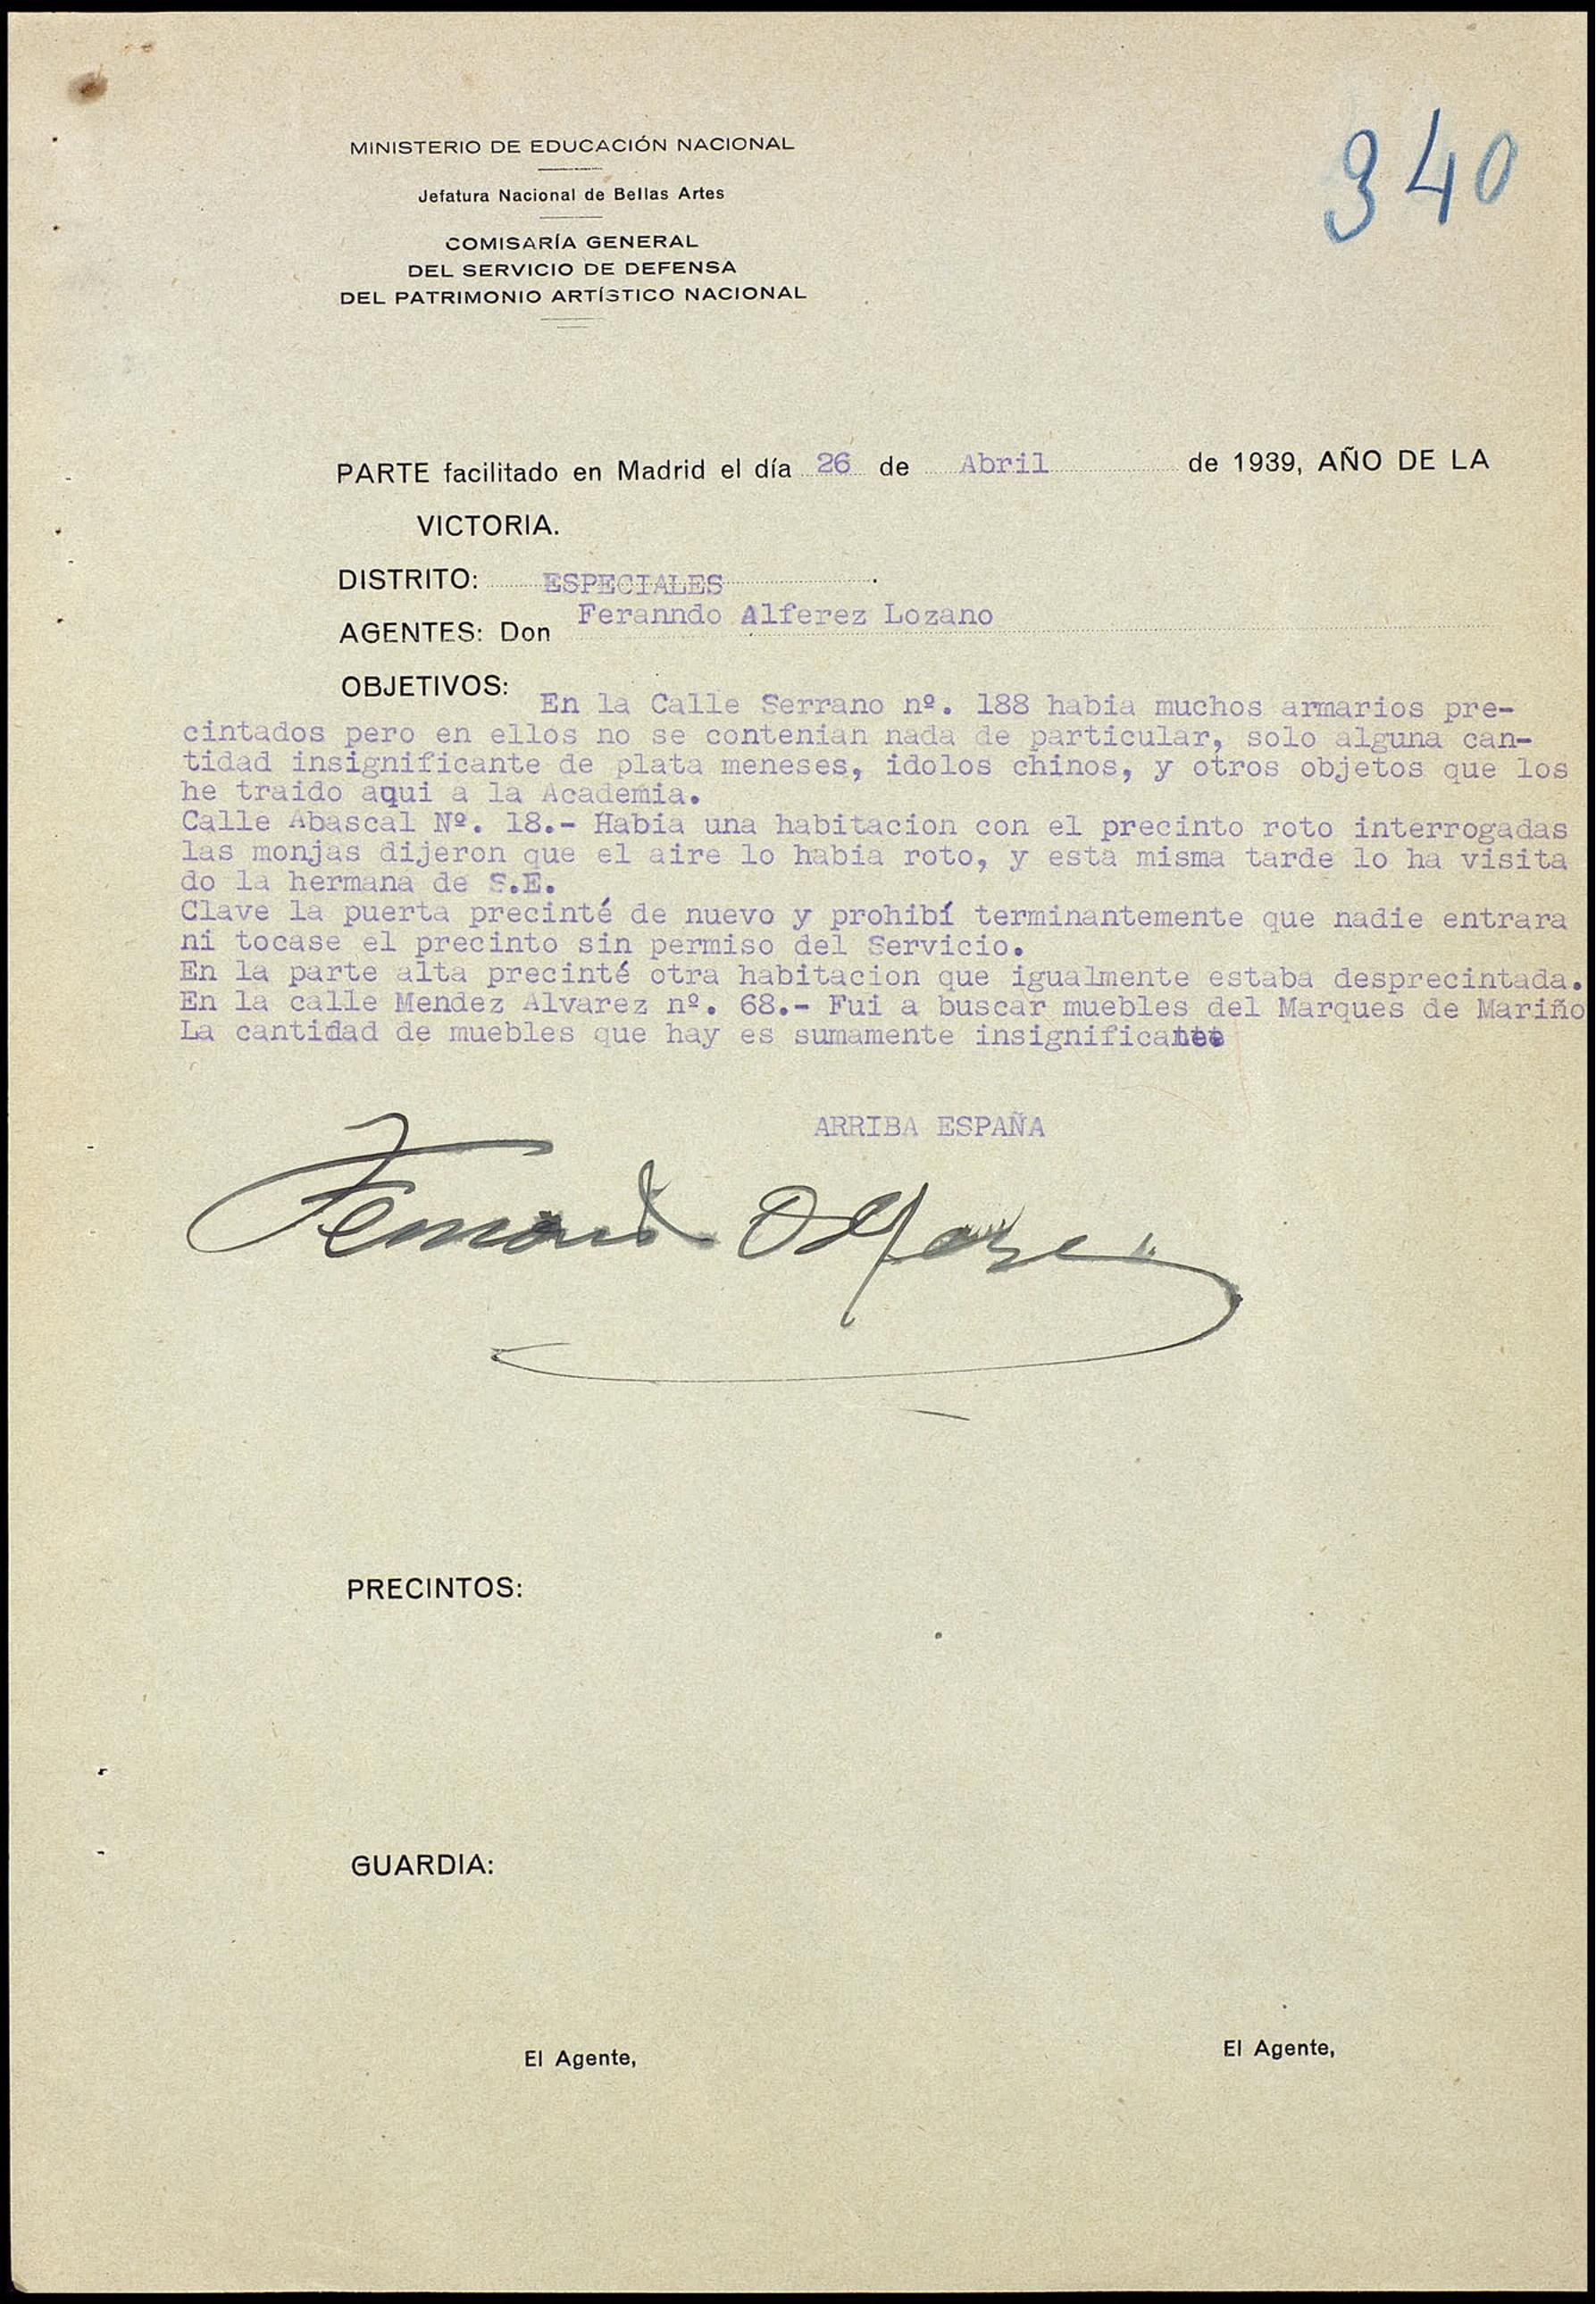 340
MINISTERIO DE EDUCACIÓN NACIONAL
Jefatura Nacional de Bellas Artes
COMISARÍA GENERAL
DEL SERVICIO DE DEFENSA
DEL PATRIMONIO ARTÍSTICO NACIONAL
PARTE facilitado en Madrid el día 26 de Abril de 1939, AÑO DE LA
VICTORIA.
DISTRITO: ESPECIALES
AGENTES: Don Feranndo Alferez Lozano
OBJETIVOS:
En la Calle Serrano nº. 188 habia muchos armarios pre-
cintados pero en ellos no se contenian nada de particular, solo alguna can-
tidad insignificante de plata meneses, idolos chinos, y otros objetos que los
he traido aqui a la Academia.
Calle Abascal Nº. 18.- Habia una habitacion con el precinto roto interrogadas
las monjas dijeron que el aire lo habia roto, y esta misma tarde lo ha visita
do la hermana de S.E.
Clave la puerta precinté de nuevo y prohibí terminantemente que nadie entrara
ni tocase el precinto sin permiso del Servicio.
En la parte alta precinté otra habitacion que igualmente estaba desprecintada.
En la calle Mendez Alvarez nº. 68.- Fui a buscar muebles del Marques de Mariño
La cantidad de muebles que hay es sumamente
ARRIBA ESPAÑA
Fernando Alferez
PRECINTOS:
GUARDIA:
El Agente,
El Agente,